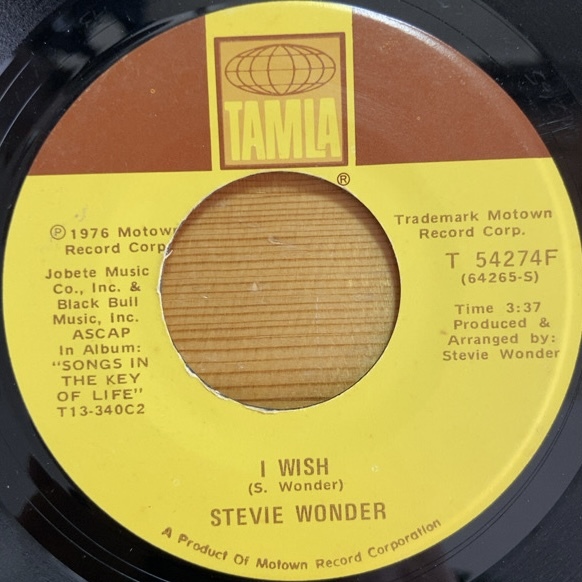 TAMLA
®
℗ 1976 Motown
Record Corp.
Jobete Music
Co., Inc. &
Black Bull
Music, Inc.
ASCAP
In Album:
"SONGS IN
THE KEY
OF LIFE"
T13-340C2
Trademark Motown
Record Corp.
T 54274F
(64265-S)
Time 3:37
Produced &
Arranged by:
Stevie Wonder
I WISH
(S. Wonder)
STEVIE WONDER
A Product Of Motown Record Corporation